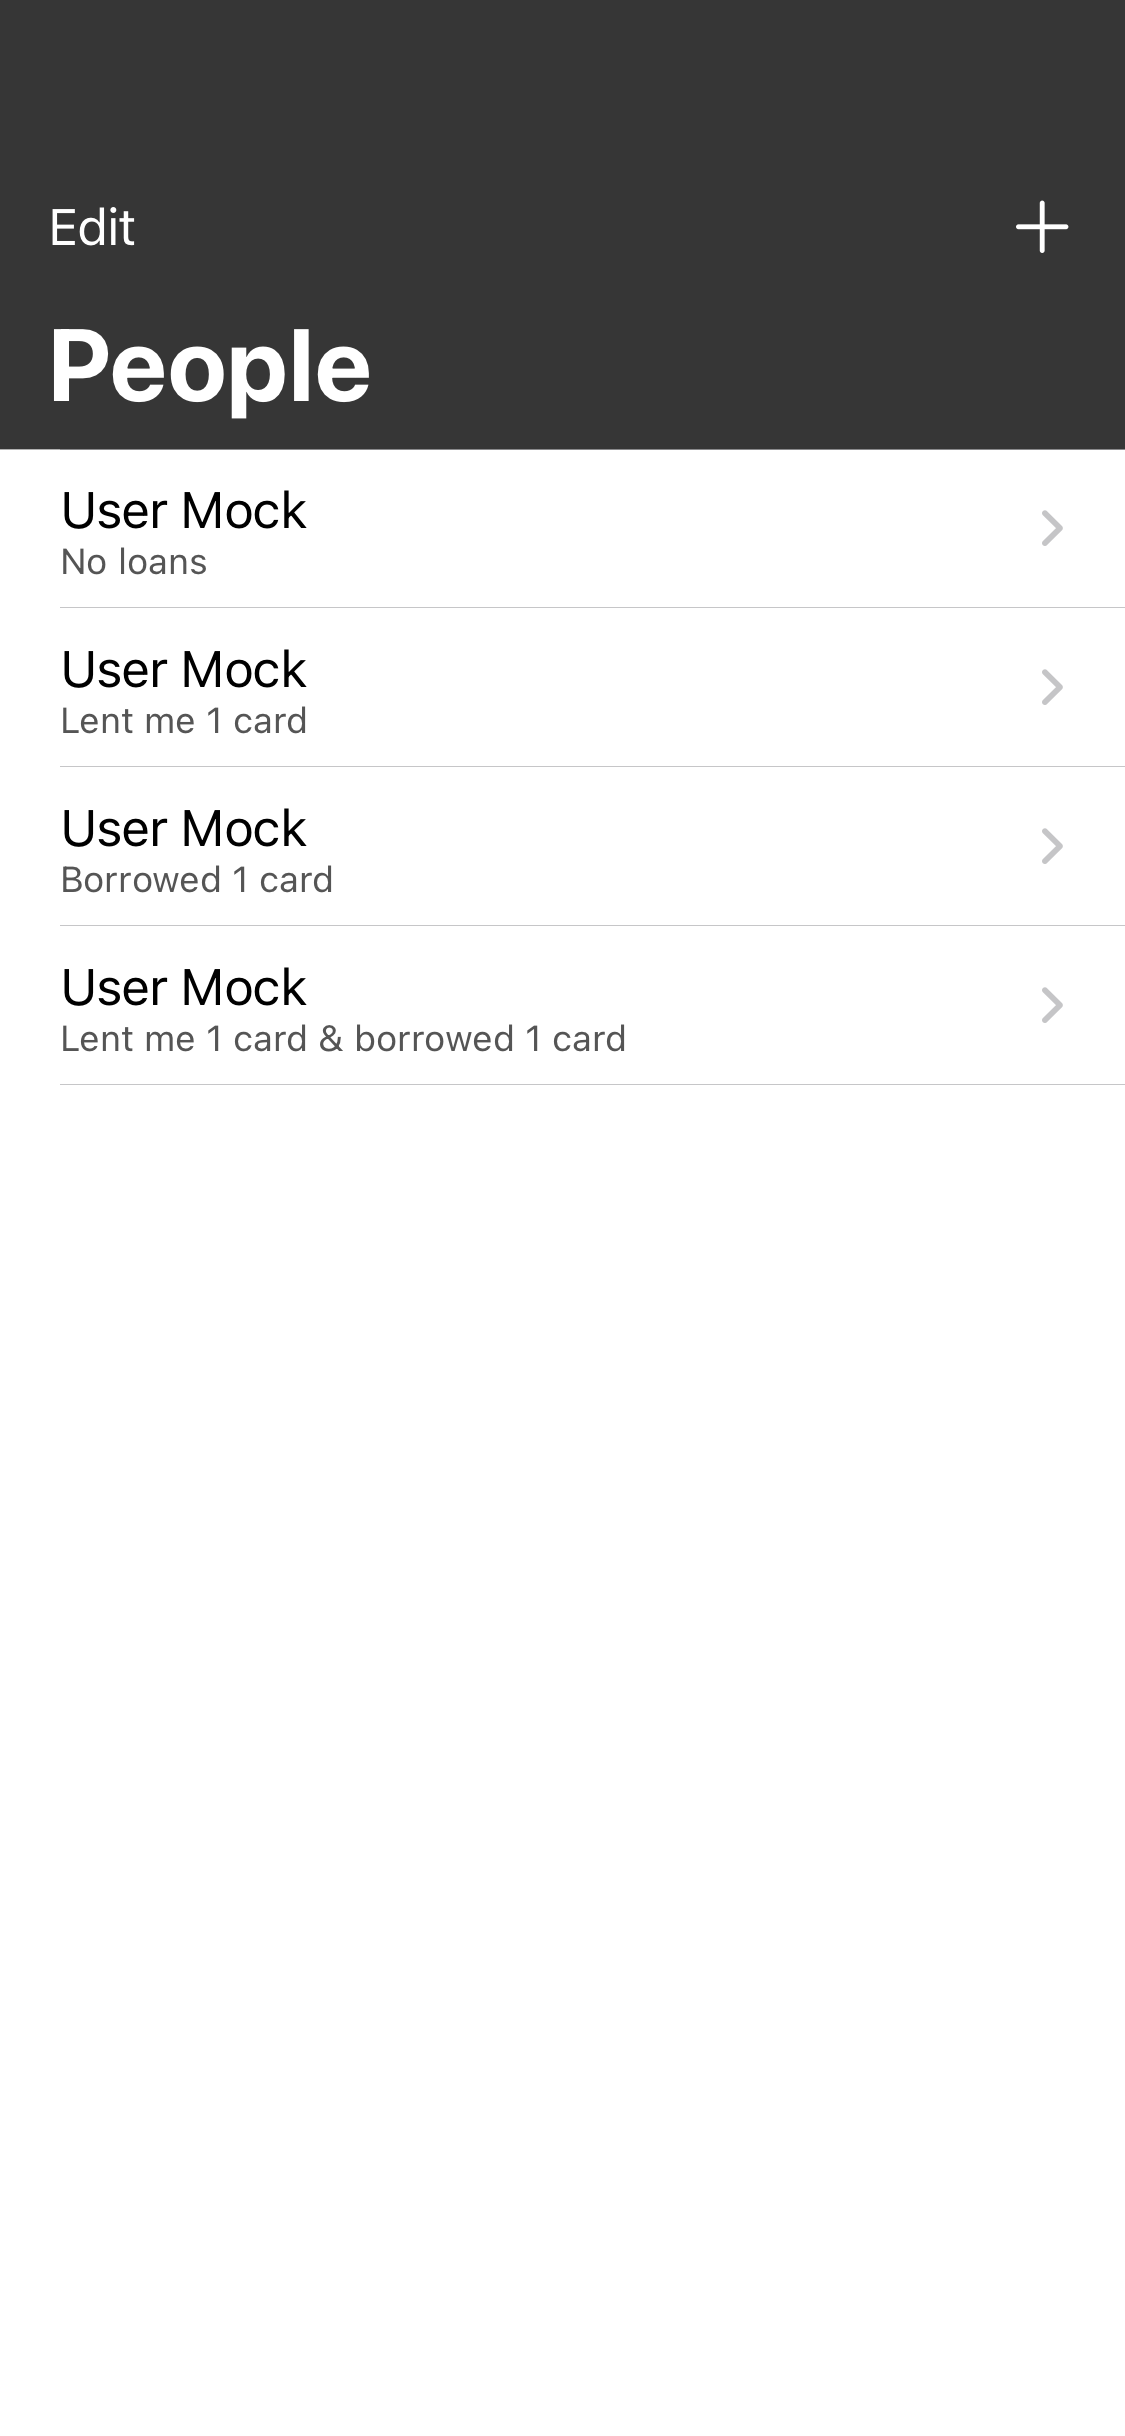 Edit
People
User Mock
No loans
User Mock
Lent me 1 card
User Mock
Borrowed 1 card
User Mock
Lent me 1 card & borrowed 1 card